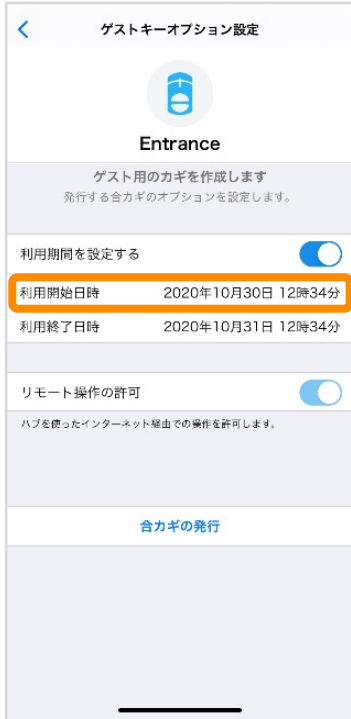 ゲストキーオプション設定
Entrance
ゲスト用のカギを作成します
発行する合カギのオプションを設定します。
利用期間を設定する
利用開始日時 2020年10月30日 12時34分
利用終了日時 2020年10月31日 12時34分
リモート操作の許可
ハブを使ったインターネット経由での操作を許可します。
合カギの発行